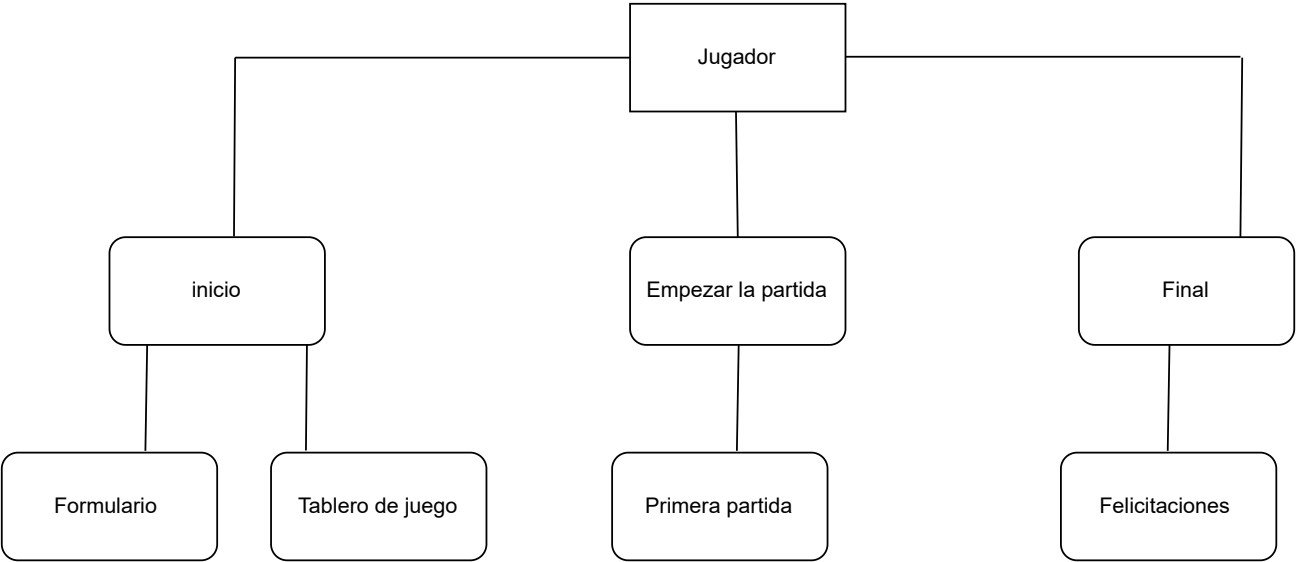 Jugador
inicio
Empezar la partida
Final
Formulario
Tablero de juego
Primera partida
Felicitaciones